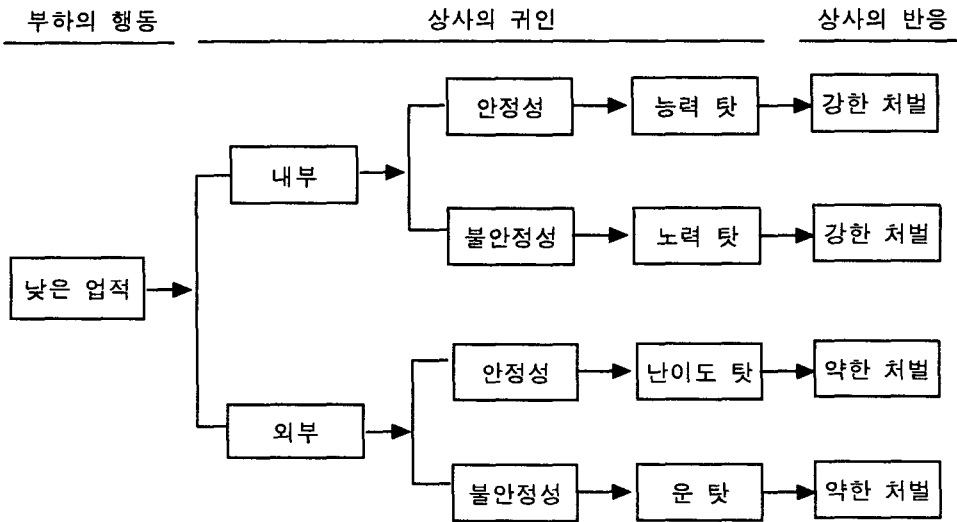 부하의 행동 상사의 귀인 상사의 반응
안정성 능력 탓 강한 처벌
내부
불안정성 노력 탓 강한 처벌
낮은 업적
안정성 난이도 탓 약한 처벌
외부
불안정성 운 탓 약한 처벌